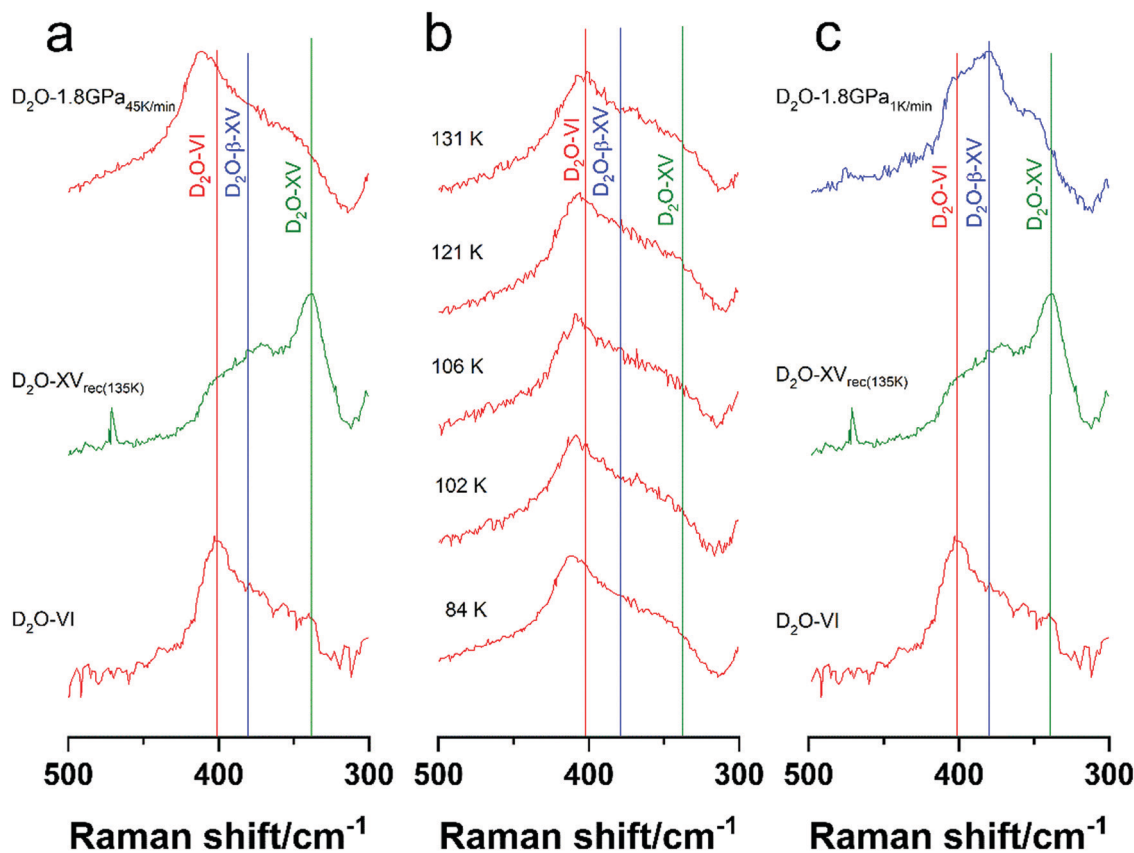 a
D₂O-1.8GPa45K/min
D₂O-VI
D₂O-β-XV
D₂O-XV
D₂O-XVrec(135K)
D₂O-VI
500 400 300
Raman shift/cm⁻¹
b
131 K
D₂O-VI
D₂O-β-XV
D₂O-XV
121 K
106 K
102 K
84 K
500 400 300
Raman shift/cm⁻¹
c
D₂O-1.8GPa1K/min
D₂O-VI
D₂O-β-XV
D₂O-XV
D₂O-XVrec(135K)
D₂O-VI
500 400 300
Raman shift/cm⁻¹